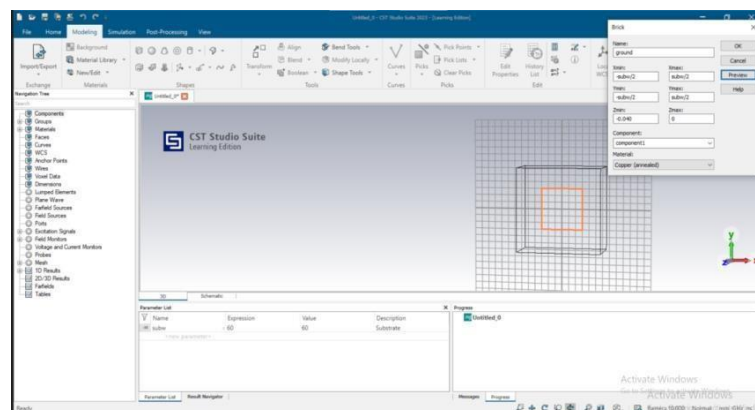 Untitled_0 - CST Studio Suite 2023 - [Learning Edition]
File Home Modeling Simulation Post-Processing View
Import/Export
Background
Material Library
New/Edit
Transform
Align
Blend
Boolean
Bend Tools
Modify Locally
Shape Tools
Curves
Picks
Pick Points
Pick Lists
Clear Picks
Edit Properties
History List
Exchange Materials Shapes Tools Curves Picks Edit
Navigation Tree
Untitled_0*
Components
Groups
Materials
Faces
Curves
WCS
Anchor Points
Wires
Voxel Data
Dimensions
Lumped Elements
Plane Wave
Farfield Sources
Field Sources
Ports
Excitation Signals
Field Monitors
Voltage and Current Monitors
Probes
Mesh
1D Results
2D/3D Results
Farfields
Tables
CST Studio Suite
Learning Edition
Brick
Name:
ground
OK
Cancel
Preview
Help
Xmin: Xmax:
-subw/2 subw/2
Ymin: Ymax:
-subw/2 subw/2
Zmin: Zmax:
0
Component:
component1
Material:
Copper (annealed)
y
z
3D Schematic
Parameter List
Name Expression Value Description
subw = 60 60 Substrate
<new parameter>
Progress
Untitled_0
Parameter List Result Navigator
Messages Progress
Activate Windows
Ready